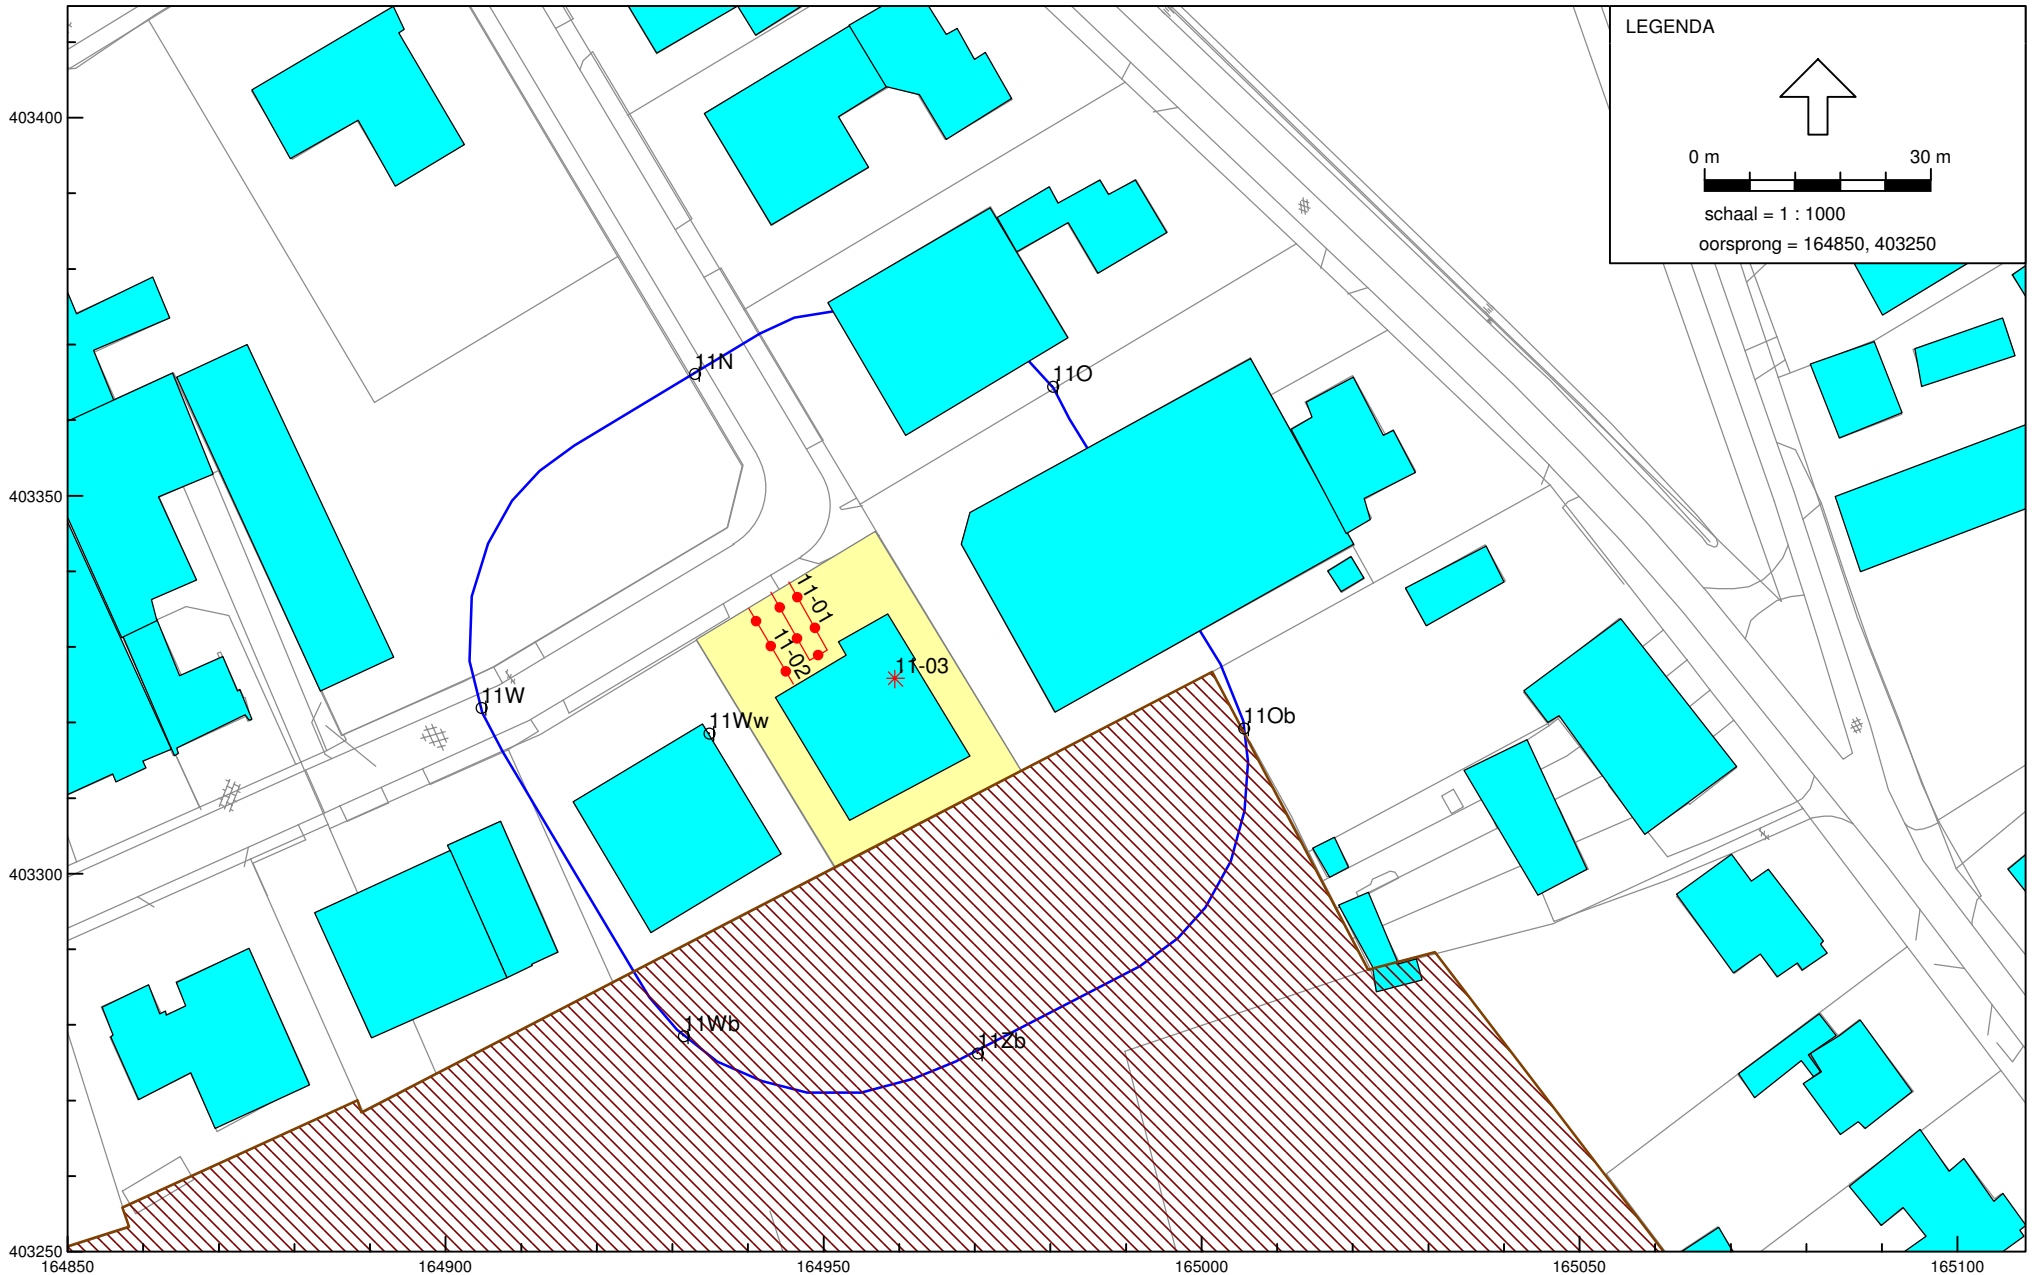 LEGENDA
0 m 30 m
schaal = 1 : 1000
oorsprong = 164850, 403250
403400
11N
11O
403350
11-01
11-02
11-03
11W
11Ww
11Ob
403300
11Wb
11Zb
403250
164850 164900 164950 165000 165050 165100